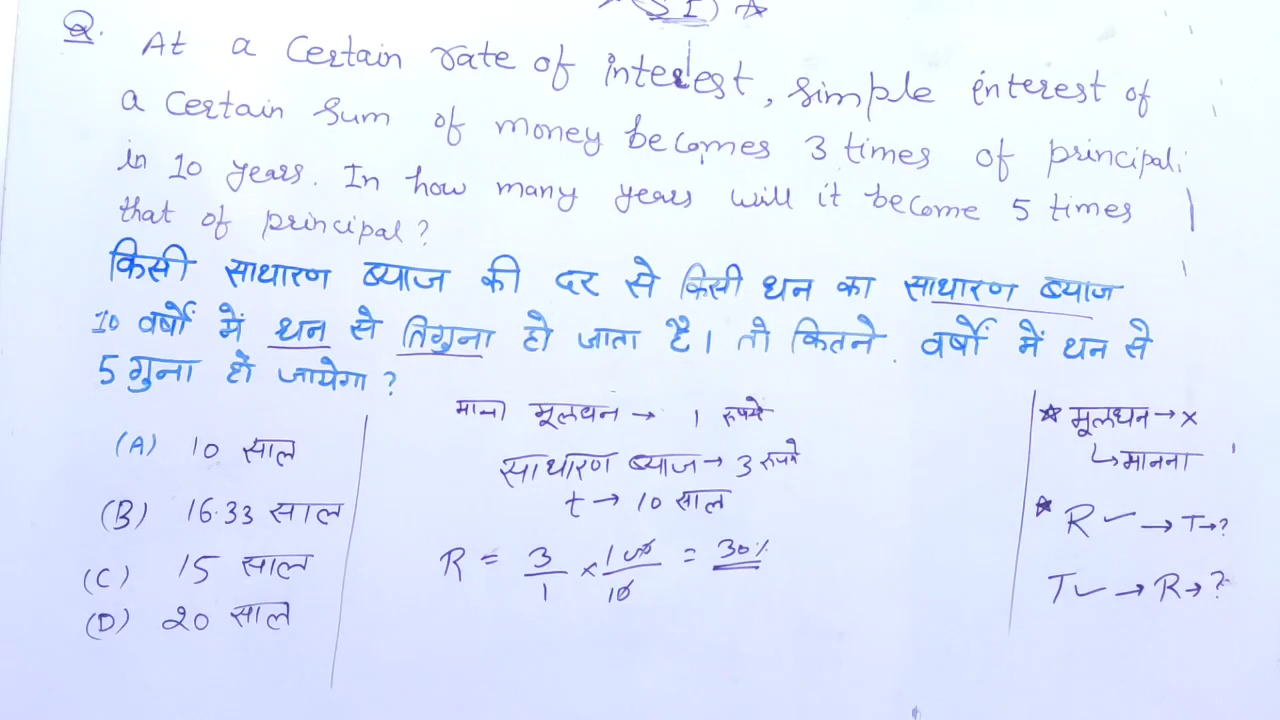 (SI) ☆
Q. At a certain rate of interest, simple interest of
a certain sum of money becomes 3 times of principal.
in 10 years. In how many years will it become 5 times
that of principal?
किसी साधारण ब्याज की दर से किसी धन का साधारण ब्याज
10 वर्षों में धन से तिगुना हो जाता है। तो कितने वर्षों में धन से
5 गुना हो जायेगा?
(A) 10 साल
(B) 16.33 साल
(C) 15 साल
(D) 20 साल
माना मूलधन → 1 रुपये
साधारण ब्याज → 3 रुपये
t → 10 साल
R = 3/1 × 100/10 = 30%
☆ मूलधन → x
↳ मानना
☆ R ✓ → T → ?
T ✓ → R → ?